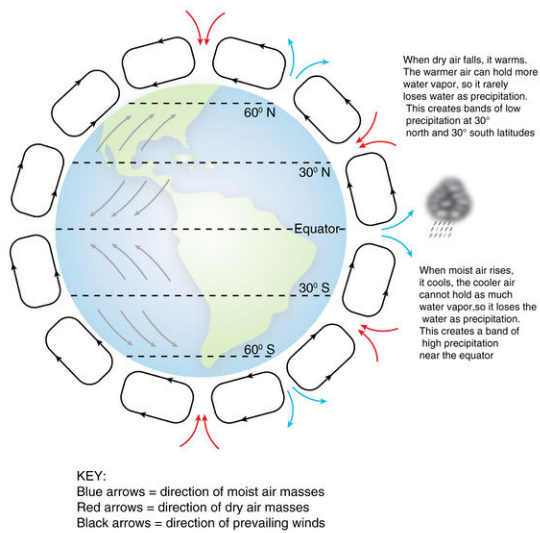 When dry air falls, it warms.
The warmer air can hold more
water vapor, so it rarely
loses water as precipitation.
This creates bands of low
precipitation at 30°
north and 30° south latitudes
60⁰ N
30⁰ N
Equator
30⁰ S
60⁰ S
When moist air rises,
it cools, the cooler air
cannot hold as much
water vapor,so it loses the
water as precipitation.
This creates a band of
high precipitation
near the equator
KEY:
Blue arrows = direction of moist air masses
Red arrows = direction of dry air masses
Black arrows = direction of prevailing winds